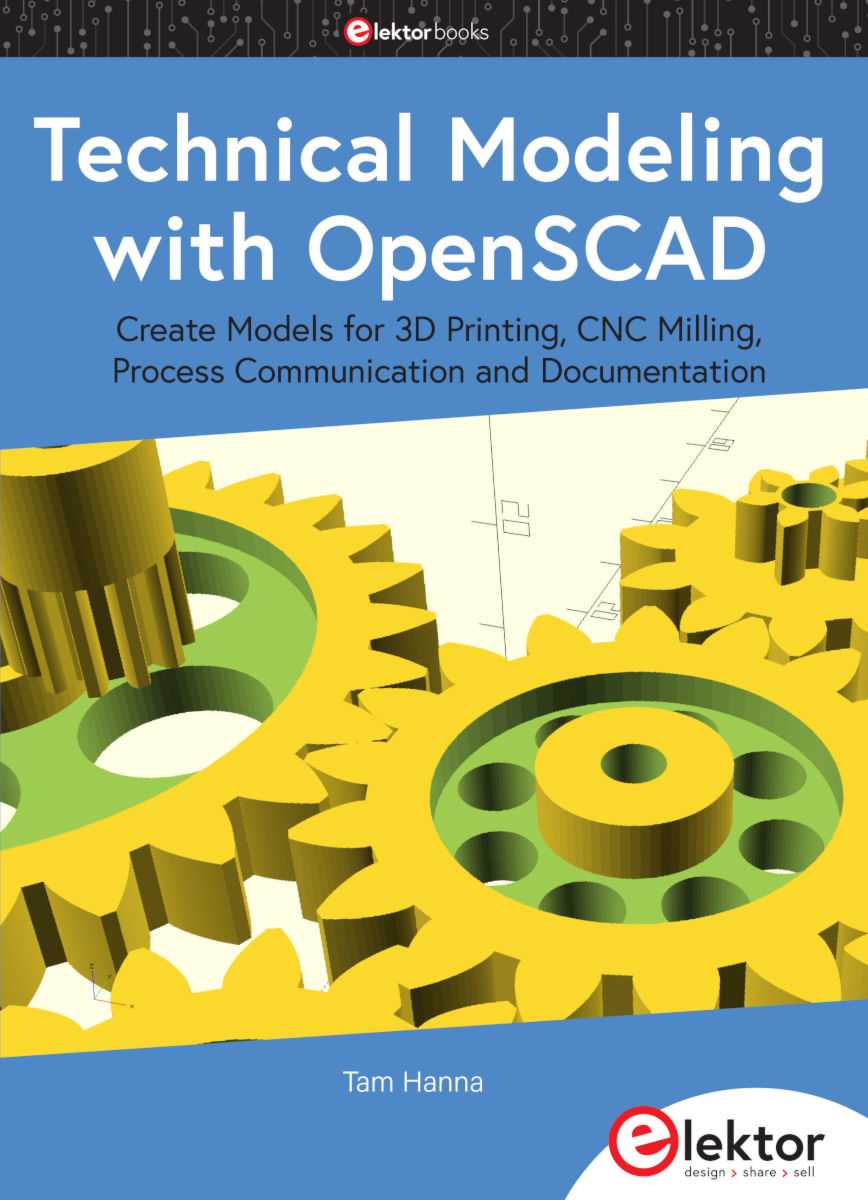 elektor books
Technical Modeling
with OpenSCAD
Create Models for 3D Printing, CNC Milling,
Process Communication and Documentation
20
z
y
x
Tam Hanna
elektor
design > share > sell